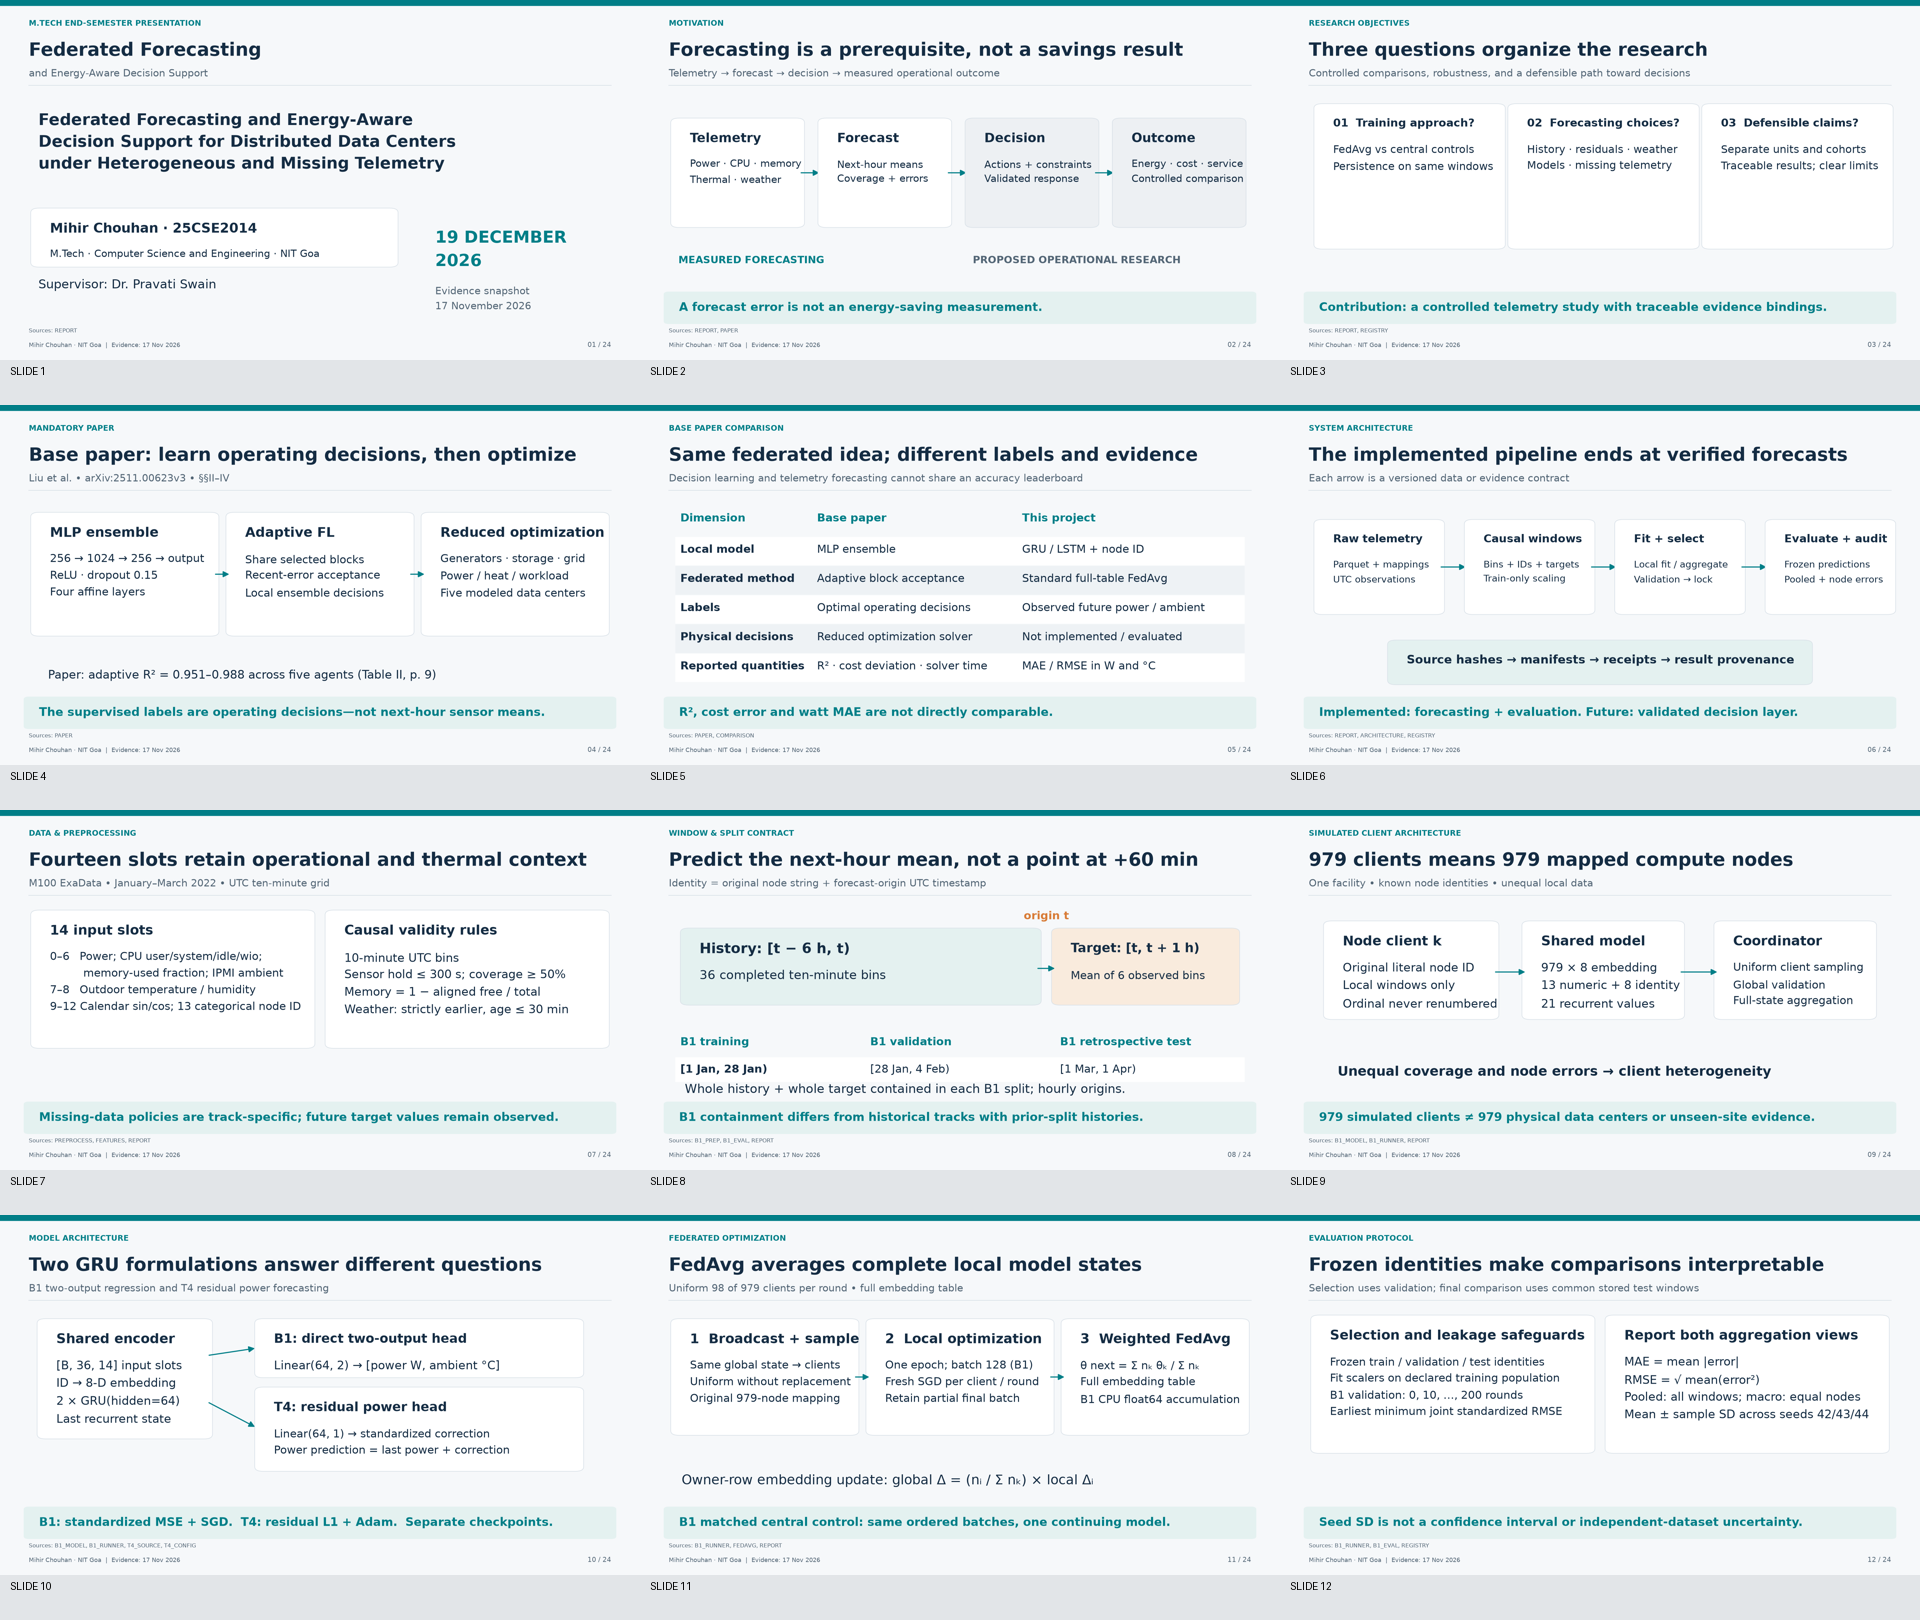 M.TECH END-SEMESTER PRESENTATION
Federated Forecasting
and Energy-Aware Decision Support
Federated Forecasting and Energy-Aware
Decision Support for Distributed Data Centers
under Heterogeneous and Missing Telemetry
Mihir Chouhan · 25CSE2014
M.Tech · Computer Science and Engineering · NIT Goa
Supervisor: Dr. Pravati Swain
19 DECEMBER
2026
Evidence snapshot
17 November 2026
Sources: REPORT
Mihir Chouhan · NIT Goa | Evidence: 17 Nov 2026
01 / 24
SLIDE 1
MOTIVATION
Forecasting is a prerequisite, not a savings result
Telemetry → forecast → decision → measured operational outcome
Telemetry
Power · CPU · memory
Thermal · weather
Forecast
Next-hour means
Coverage + errors
Decision
Actions + constraints
Validated response
Outcome
Energy · cost · service
Controlled comparison
MEASURED FORECASTING
PROPOSED OPERATIONAL RESEARCH
A forecast error is not an energy-saving measurement.
Sources: REPORT, PAPER
Mihir Chouhan · NIT Goa | Evidence: 17 Nov 2026
02 / 24
SLIDE 2
RESEARCH OBJECTIVES
Three questions organize the research
Controlled comparisons, robustness, and a defensible path toward decisions
01 Training approach?
FedAvg vs central controls
Persistence on same windows
02 Forecasting choices?
History · residuals · weather
Models · missing telemetry
03 Defensible claims?
Separate units and cohorts
Traceable results; clear limits
Contribution: a controlled telemetry study with traceable evidence bindings.
Sources: REPORT, REGISTRY
Mihir Chouhan · NIT Goa | Evidence: 17 Nov 2026
03 / 24
SLIDE 3
MANDATORY PAPER
Base paper: learn operating decisions, then optimize
Liu et al. • arXiv:2511.00623v3 • §§II–IV
MLP ensemble
256 → 1024 → 256 → output
ReLU · dropout 0.15
Four affine layers
Adaptive FL
Share selected blocks
Recent-error acceptance
Local ensemble decisions
Reduced optimization
Generators · storage · grid
Power / heat / workload
Five modeled data centers
Paper: adaptive R² = 0.951–0.988 across five agents (Table II, p. 9)
The supervised labels are operating decisions—not next-hour sensor means.
Sources: PAPER
Mihir Chouhan · NIT Goa | Evidence: 17 Nov 2026
04 / 24
SLIDE 4
BASE PAPER COMPARISON
Same federated idea; different labels and evidence
Decision learning and telemetry forecasting cannot share an accuracy leaderboard
Dimension Base paper This project
Local model MLP ensemble GRU / LSTM + node ID
Federated method Adaptive block acceptance Standard full-table FedAvg
Labels Optimal operating decisions Observed future power / ambient
Physical decisions Reduced optimization solver Not implemented / evaluated
Reported quantities R² · cost deviation · solver time MAE / RMSE in W and °C
R², cost error and watt MAE are not directly comparable.
Sources: PAPER, COMPARISON
Mihir Chouhan · NIT Goa | Evidence: 17 Nov 2026
05 / 24
SLIDE 5
SYSTEM ARCHITECTURE
The implemented pipeline ends at verified forecasts
Each arrow is a versioned data or evidence contract
Raw telemetry
Parquet + mappings
UTC observations
Causal windows
Bins + IDs + targets
Train-only scaling
Fit + select
Local fit / aggregate
Validation → lock
Evaluate + audit
Frozen predictions
Pooled + node errors
Source hashes → manifests → receipts → result provenance
Implemented: forecasting + evaluation. Future: validated decision layer.
Sources: REPORT, ARCHITECTURE, REGISTRY
Mihir Chouhan · NIT Goa | Evidence: 17 Nov 2026
06 / 24
SLIDE 6
DATA & PREPROCESSING
Fourteen slots retain operational and thermal context
M100 ExaData • January–March 2022 • UTC ten-minute grid
14 input slots
0–6 Power; CPU user/system/idle/wio;
memory-used fraction; IPMI ambient
7–8 Outdoor temperature / humidity
9–12 Calendar sin/cos; 13 categorical node ID
Causal validity rules
10-minute UTC bins
Sensor hold ≤ 300 s; coverage ≥ 50%
Memory = 1 − aligned free / total
Weather: strictly earlier, age ≤ 30 min
Missing-data policies are track-specific; future target values remain observed.
Sources: PREPROCESS, FEATURES, REPORT
Mihir Chouhan · NIT Goa | Evidence: 17 Nov 2026
07 / 24
SLIDE 7
WINDOW & SPLIT CONTRACT
Predict the next-hour mean, not a point at +60 min
Identity = original node string + forecast-origin UTC timestamp
origin t
History: [t − 6 h, t)
36 completed ten-minute bins
Target: [t, t + 1 h)
Mean of 6 observed bins
B1 training B1 validation B1 retrospective test
[1 Jan, 28 Jan) [28 Jan, 4 Feb) [1 Mar, 1 Apr)
Whole history + whole target contained in each B1 split; hourly origins.
B1 containment differs from historical tracks with prior-split histories.
Sources: B1_PREP, B1_EVAL, REPORT
Mihir Chouhan · NIT Goa | Evidence: 17 Nov 2026
08 / 24
SLIDE 8
SIMULATED CLIENT ARCHITECTURE
979 clients means 979 mapped compute nodes
One facility • known node identities • unequal local data
Node client k
Original literal node ID
Local windows only
Ordinal never renumbered
Shared model
979 × 8 embedding
13 numeric + 8 identity
21 recurrent values
Coordinator
Uniform client sampling
Global validation
Full-state aggregation
Unequal coverage and node errors → client heterogeneity
979 simulated clients ≠ 979 physical data centers or unseen-site evidence.
Sources: B1_MODEL, B1_RUNNER, REPORT
Mihir Chouhan · NIT Goa | Evidence: 17 Nov 2026
09 / 24
SLIDE 9
MODEL ARCHITECTURE
Two GRU formulations answer different questions
B1 two-output regression and T4 residual power forecasting
Shared encoder
[B, 36, 14] input slots
ID → 8-D embedding
2 × GRU(hidden=64)
Last recurrent state
B1: direct two-output head
Linear(64, 2) → [power W, ambient °C]
T4: residual power head
Linear(64, 1) → standardized correction
Power prediction = last power + correction
B1: standardized MSE + SGD. T4: residual L1 + Adam. Separate checkpoints.
Sources: B1_MODEL, B1_RUNNER, T4_SOURCE, T4_CONFIG
Mihir Chouhan · NIT Goa | Evidence: 17 Nov 2026
10 / 24
SLIDE 10
FEDERATED OPTIMIZATION
FedAvg averages complete local model states
Uniform 98 of 979 clients per round • full embedding table
1 Broadcast + sample
Same global state → clients
Uniform without replacement
Original 979-node mapping
2 Local optimization
One epoch; batch 128 (B1)
Fresh SGD per client / round
Retain partial final batch
3 Weighted FedAvg
θ next = Σ nₖ θₖ / Σ nₖ
Full embedding table
B1 CPU float64 accumulation
Owner-row embedding update: global Δ = (nᵢ / Σ nₖ) × local Δᵢ
B1 matched central control: same ordered batches, one continuing model.
Sources: B1_RUNNER, FEDAVG, REPORT
Mihir Chouhan · NIT Goa | Evidence: 17 Nov 2026
11 / 24
SLIDE 11
EVALUATION PROTOCOL
Frozen identities make comparisons interpretable
Selection uses validation; final comparison uses common stored test windows
Selection and leakage safeguards
Frozen train / validation / test identities
Fit scalers on declared training population
B1 validation: 0, 10, …, 200 rounds
Earliest minimum joint standardized RMSE
Report both aggregation views
MAE = mean |error|
RMSE = √ mean(error²)
Pooled: all windows; macro: equal nodes
Mean ± sample SD across seeds 42/43/44
Seed SD is not a confidence interval or independent-dataset uncertainty.
Sources: B1_RUNNER, B1_EVAL, REGISTRY
Mihir Chouhan · NIT Goa | Evidence: 17 Nov 2026
12 / 24
SLIDE 12